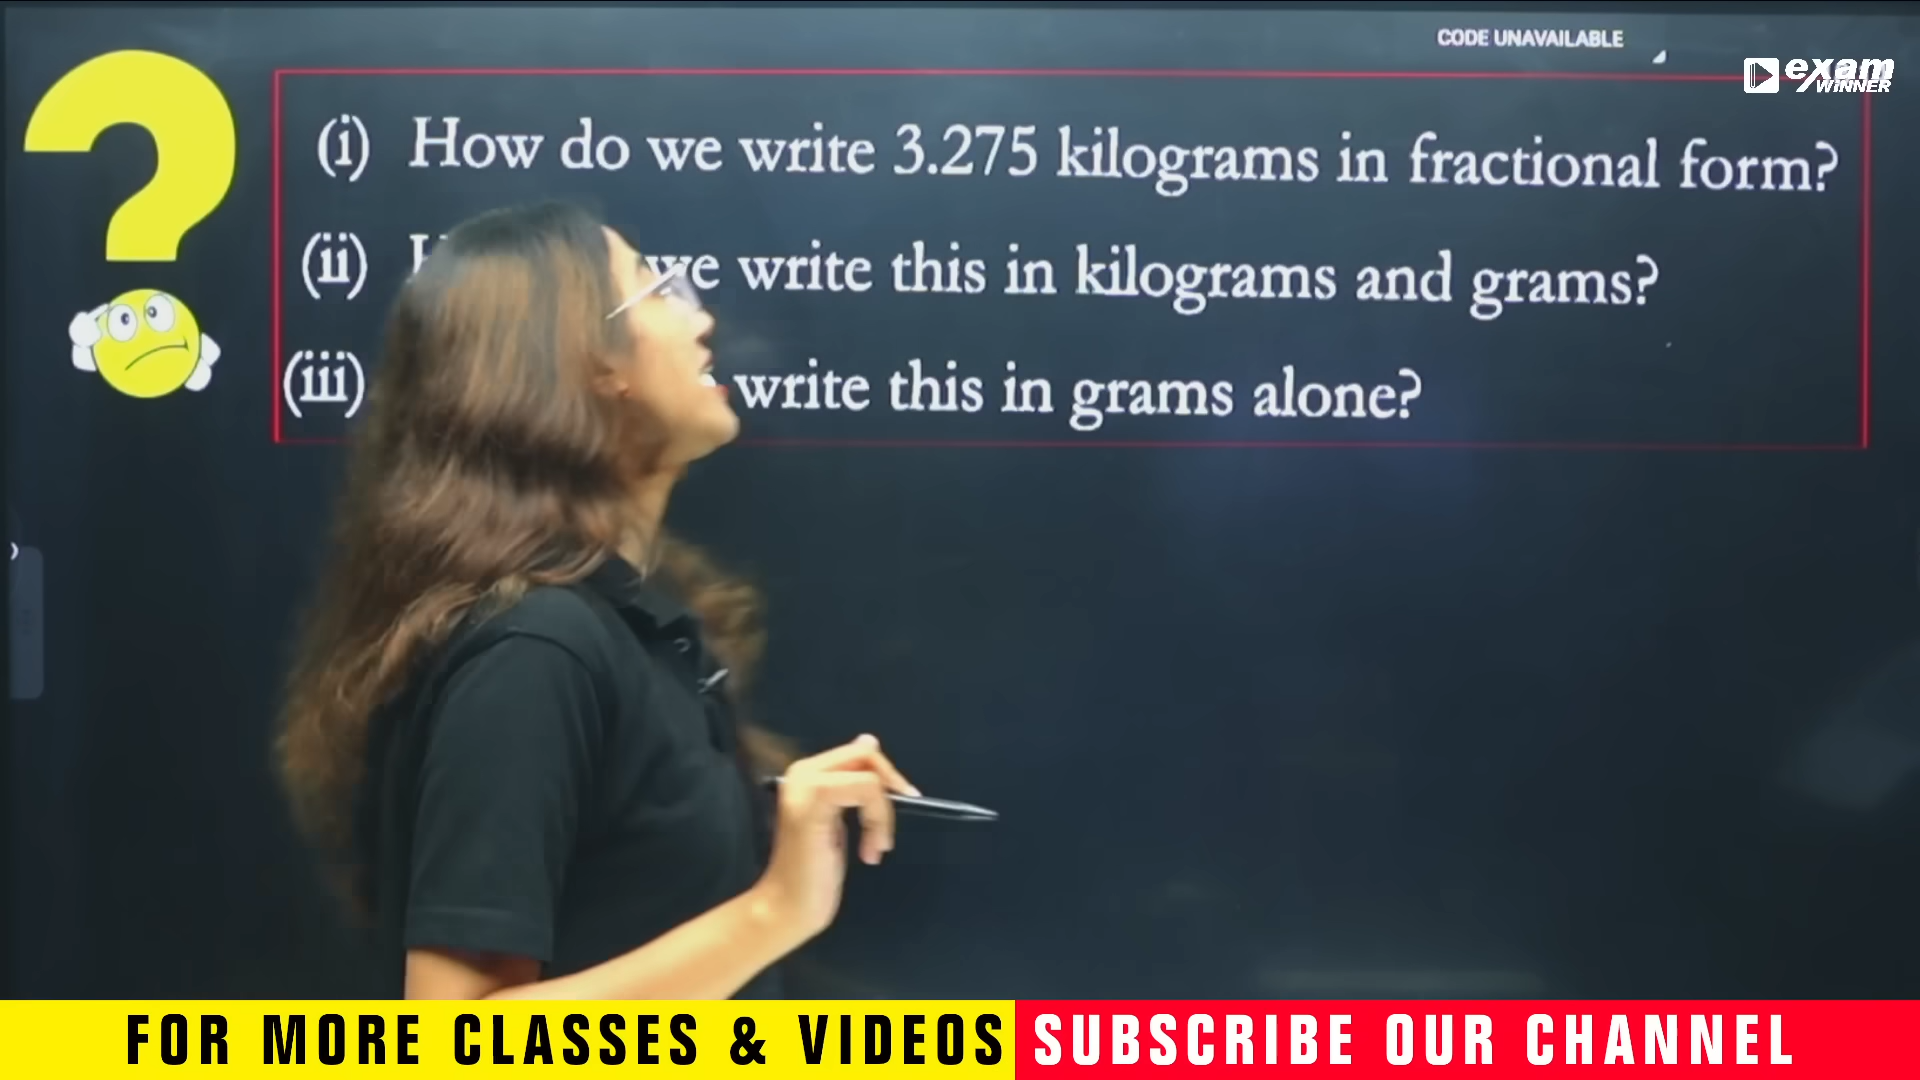 CODE UNAVAILABLE
exam
WINNER
(i) How do we write 3.275 kilograms in fractional form?
(ii) we write this in kilograms and grams?
(iii) write this in grams alone?
FOR MORE CLASSES & VIDEOS SUBSCRIBE OUR CHANNEL